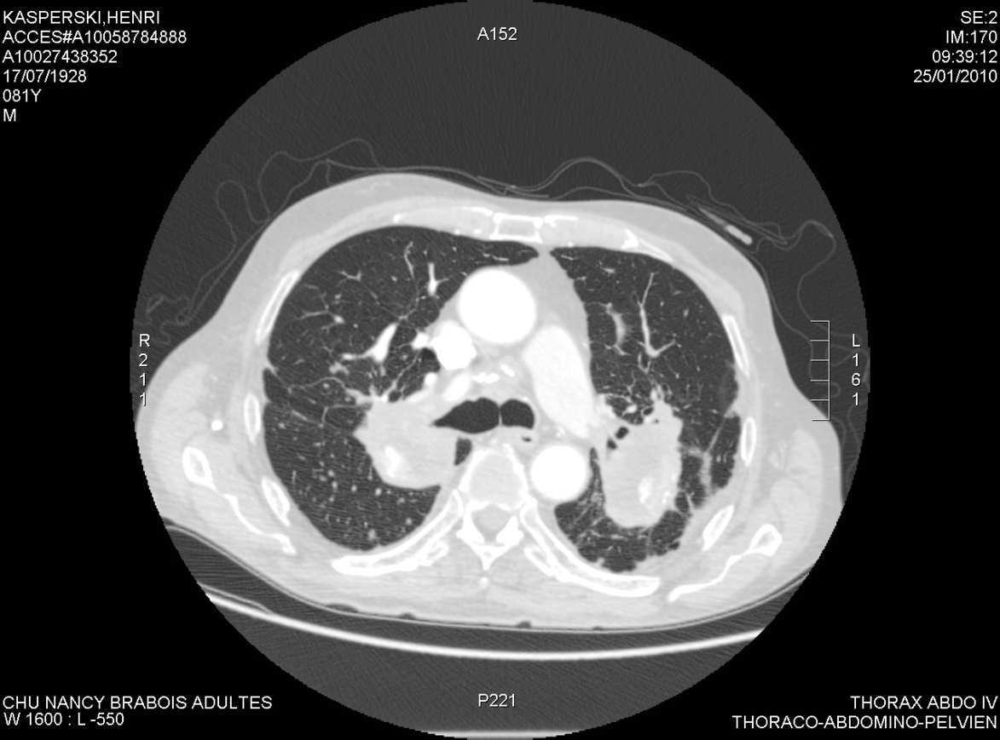 KASPERSKI,HENRI
ACCES#A10058784888
A10027438352
17/07/1928
081Y
M
A152
SE:2
IM:170
09:39:12
25/01/2010
R
2
1
1
L
1
6
1
CHU NANCY BRABOIS ADULTES
W 1600 : L -550
P221
THORAX ABDO IV
THORACO-ABDOMINO-PELVIEN